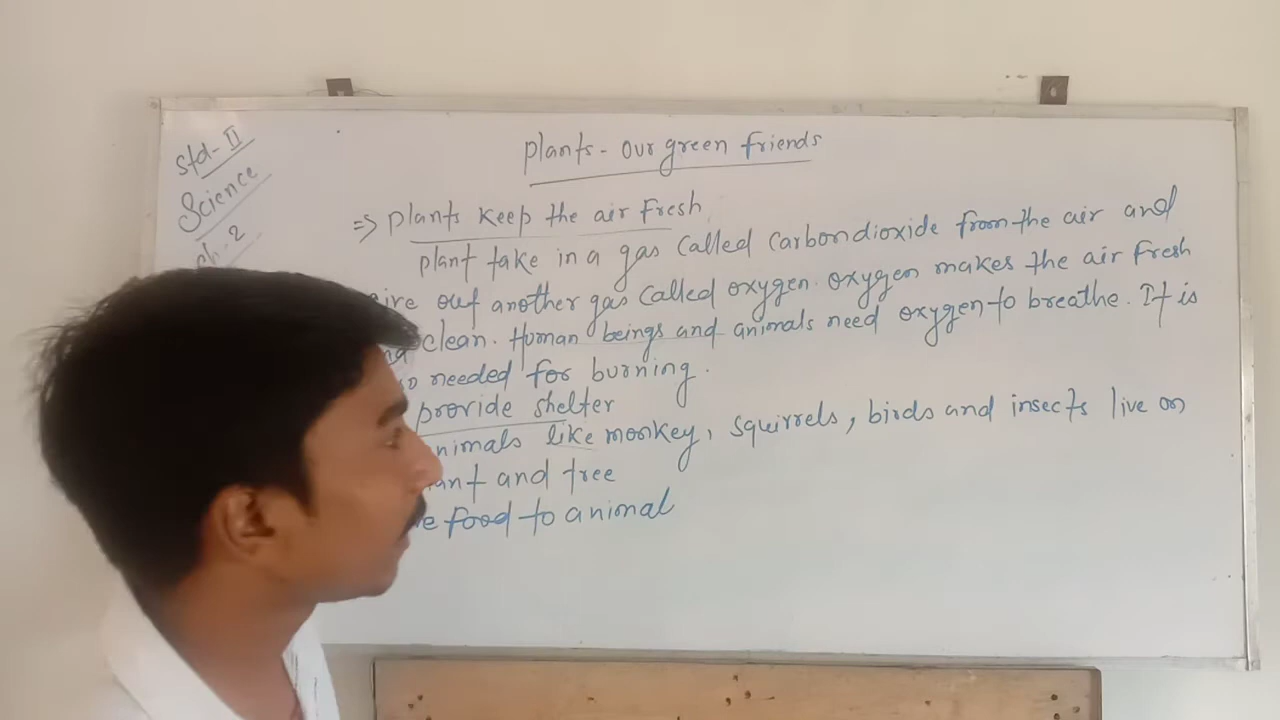 Std- II
Science
ch-2
Plants - our green friends
⇒ plants keep the air fresh
plant take in a gas called carbondioxide from the air and
out another gas called oxygen. oxygen makes the air fresh
clean. Human beings and animals need oxygen to breathe. It is
needed for burning.
provide shelter
animals like monkey, squirrels, birds and insects live on
and tree
food to animal